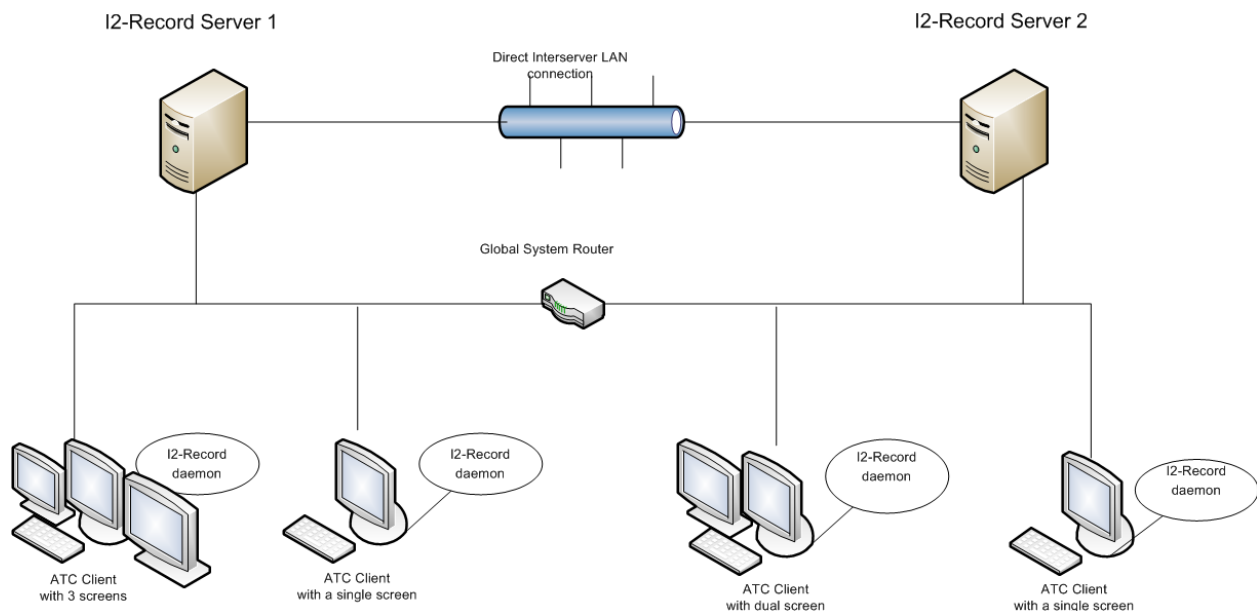 I2-Record Server 1
I2-Record Server 2
Direct Interserver LAN
connection
Global System Router
I2-Record
daemon
I2-Record
daemon
I2-Record
daemon
I2-Record
daemon
ATC Client
with 3 screens
ATC Client
with a single screen
ATC Client
with dual screen
ATC Client
with a single screen